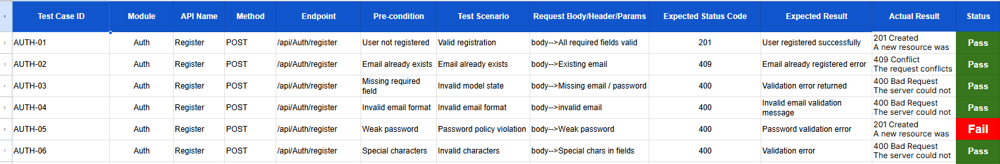 Test Case ID Module API Name Method Endpoint Pre-condition Test Scenario Request Body/Header/Params Expected Status Code Expected Result Actual Result Status
AUTH-01 Auth Register POST /api/Auth/register User not registered Valid registration body-->All required fields valid 201 User registered successfully 201 Created
A new resource was Pass
AUTH-02 Auth Register POST /api/Auth/register Email already exists Email already exists body-->Existing email 409 Email already registered error 409 Conflict
The request conflicts Pass
AUTH-03 Auth Register POST /api/Auth/register Missing required
field Invalid model state body-->Missing email / password 400 Validation error returned 400 Bad Request
The server could not Pass
AUTH-04 Auth Register POST /api/Auth/register Invalid email format Invalid email format body-->invalid email 400 Invalid email validation
message 400 Bad Request
The server could not Pass
AUTH-05 Auth Register POST /api/Auth/register Weak password Password policy violation body-->Weak password 400 Password validation error 201 Created
A new resource was Fail
AUTH-06 Auth Register POST /api/Auth/register Special characters Invalid characters body-->Special chars in fields 400 Validation error 400 Bad Request
The server could not Pass